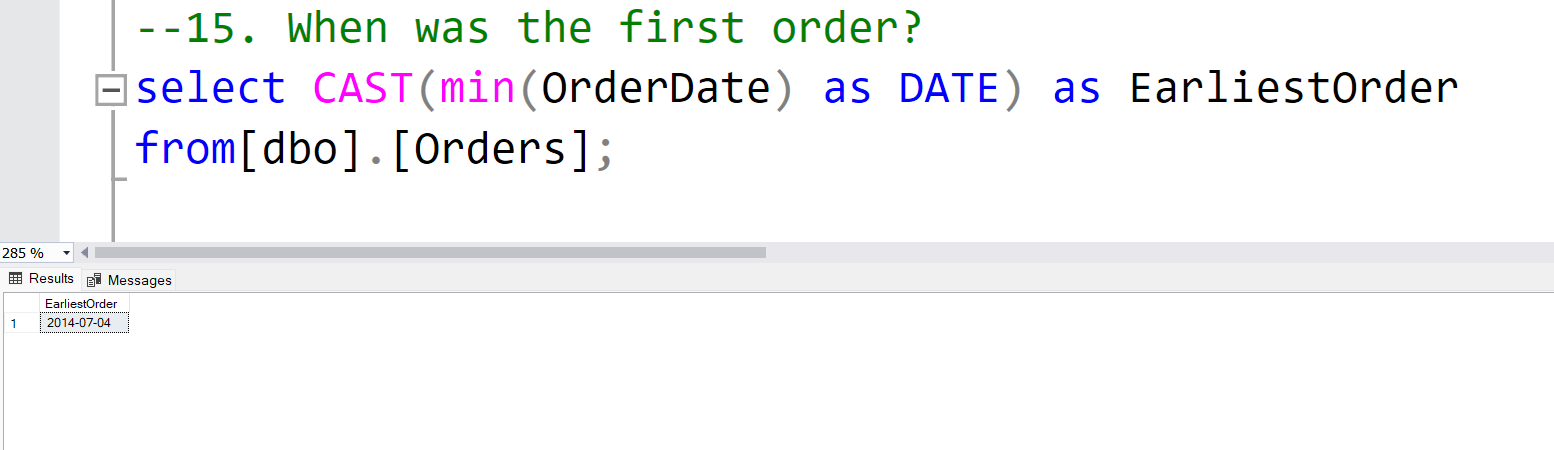 --15. When was the first order?
select CAST(min(OrderDate) as DATE) as EarliestOrder
from[dbo].[Orders];
285 %
Results Messages
EarliestOrder
1 2014-07-04